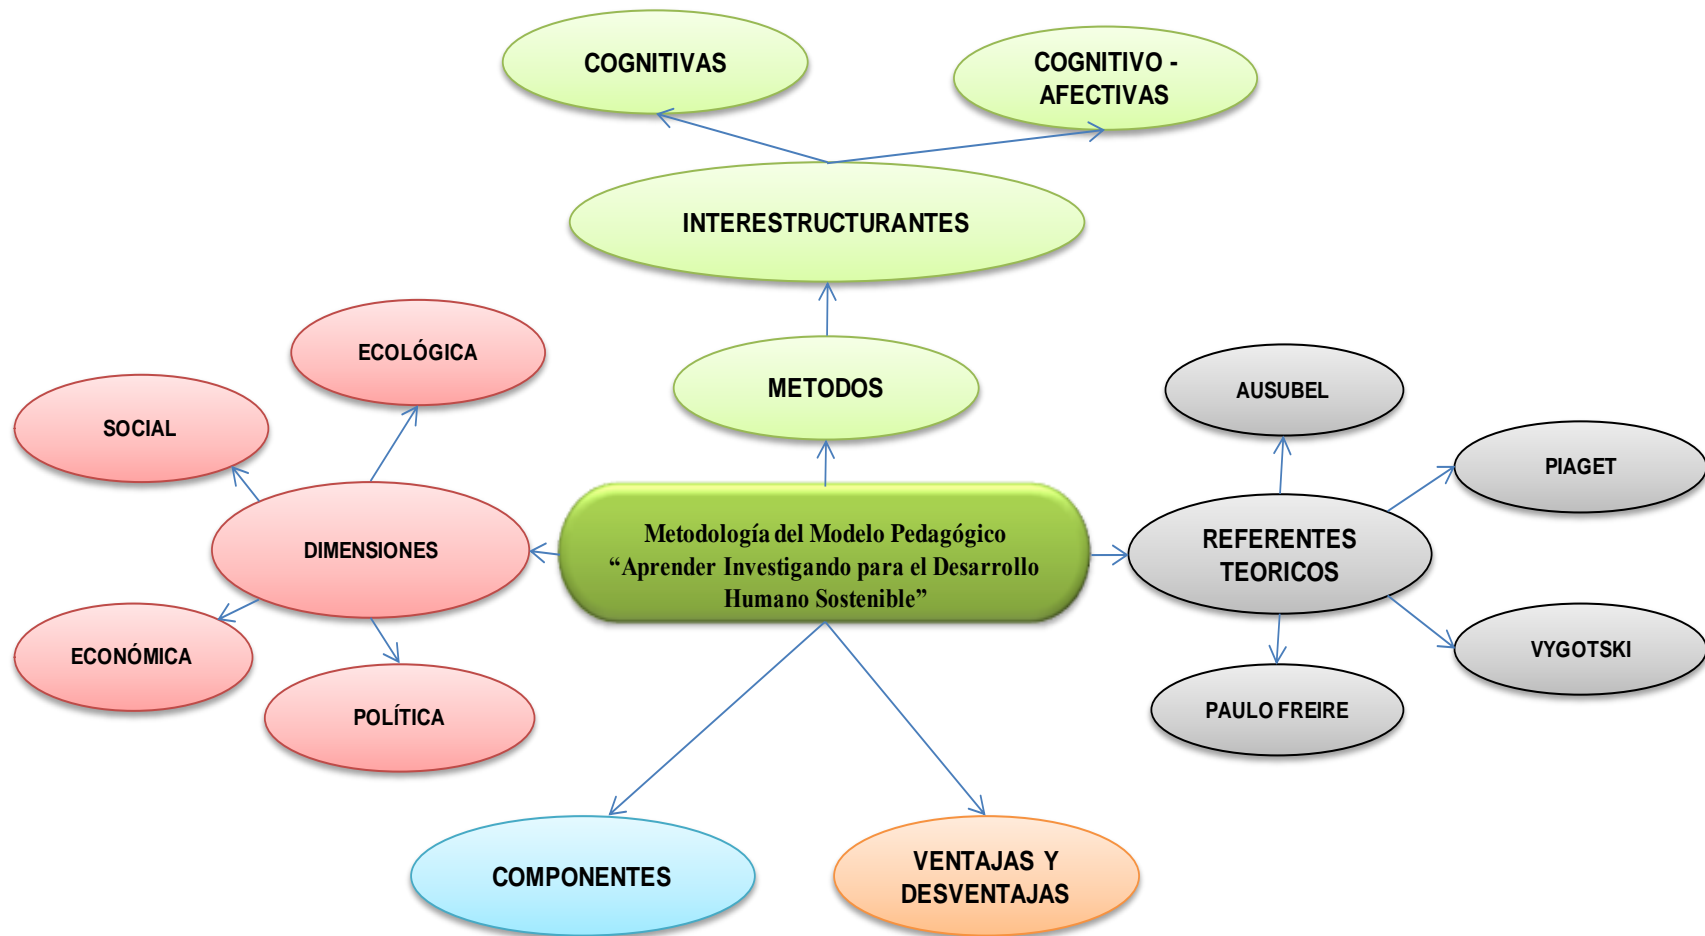 COGNITIVAS
COGNITIVO -
AFECTIVAS
INTERESTRUCTURANTES
METODOS
ECOLÓGICA
SOCIAL
DIMENSIONES
ECONÓMICA
POLÍTICA
Metodología del Modelo Pedagógico
“Aprender Investigando para el Desarrollo
Humano Sostenible”
AUSUBEL
PIAGET
REFERENTES
TEORICOS
VYGOTSKI
PAULO FREIRE
COMPONENTES
VENTAJAS Y
DESVENTAJAS